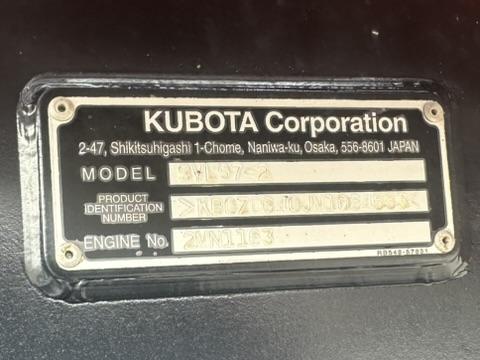 KUBOTA Corporation
2-47, Shikitsuhigashi 1-Chome, Naniwa-ku, Osaka, 556-8601 JAPAN
MODEL SVL97-2
PRODUCT
IDENTIFICATION
NUMBER
ENGINE No. 2WN1163